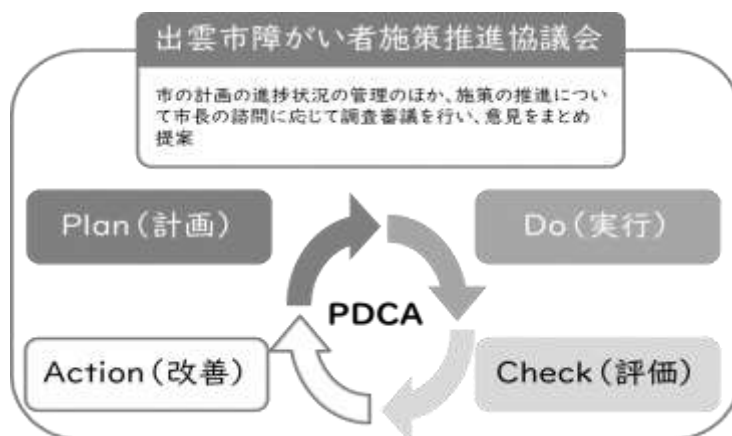 出雲市障がい者施策推進協議会
市の計画の進捗状況の管理のほか、施策の推進につい
て市長の諮問に応じて調査審議を行い、意見をまとめ
提案
Plan(計画)
Do(実行)
PDCA
Action(改善)
Check(評価)